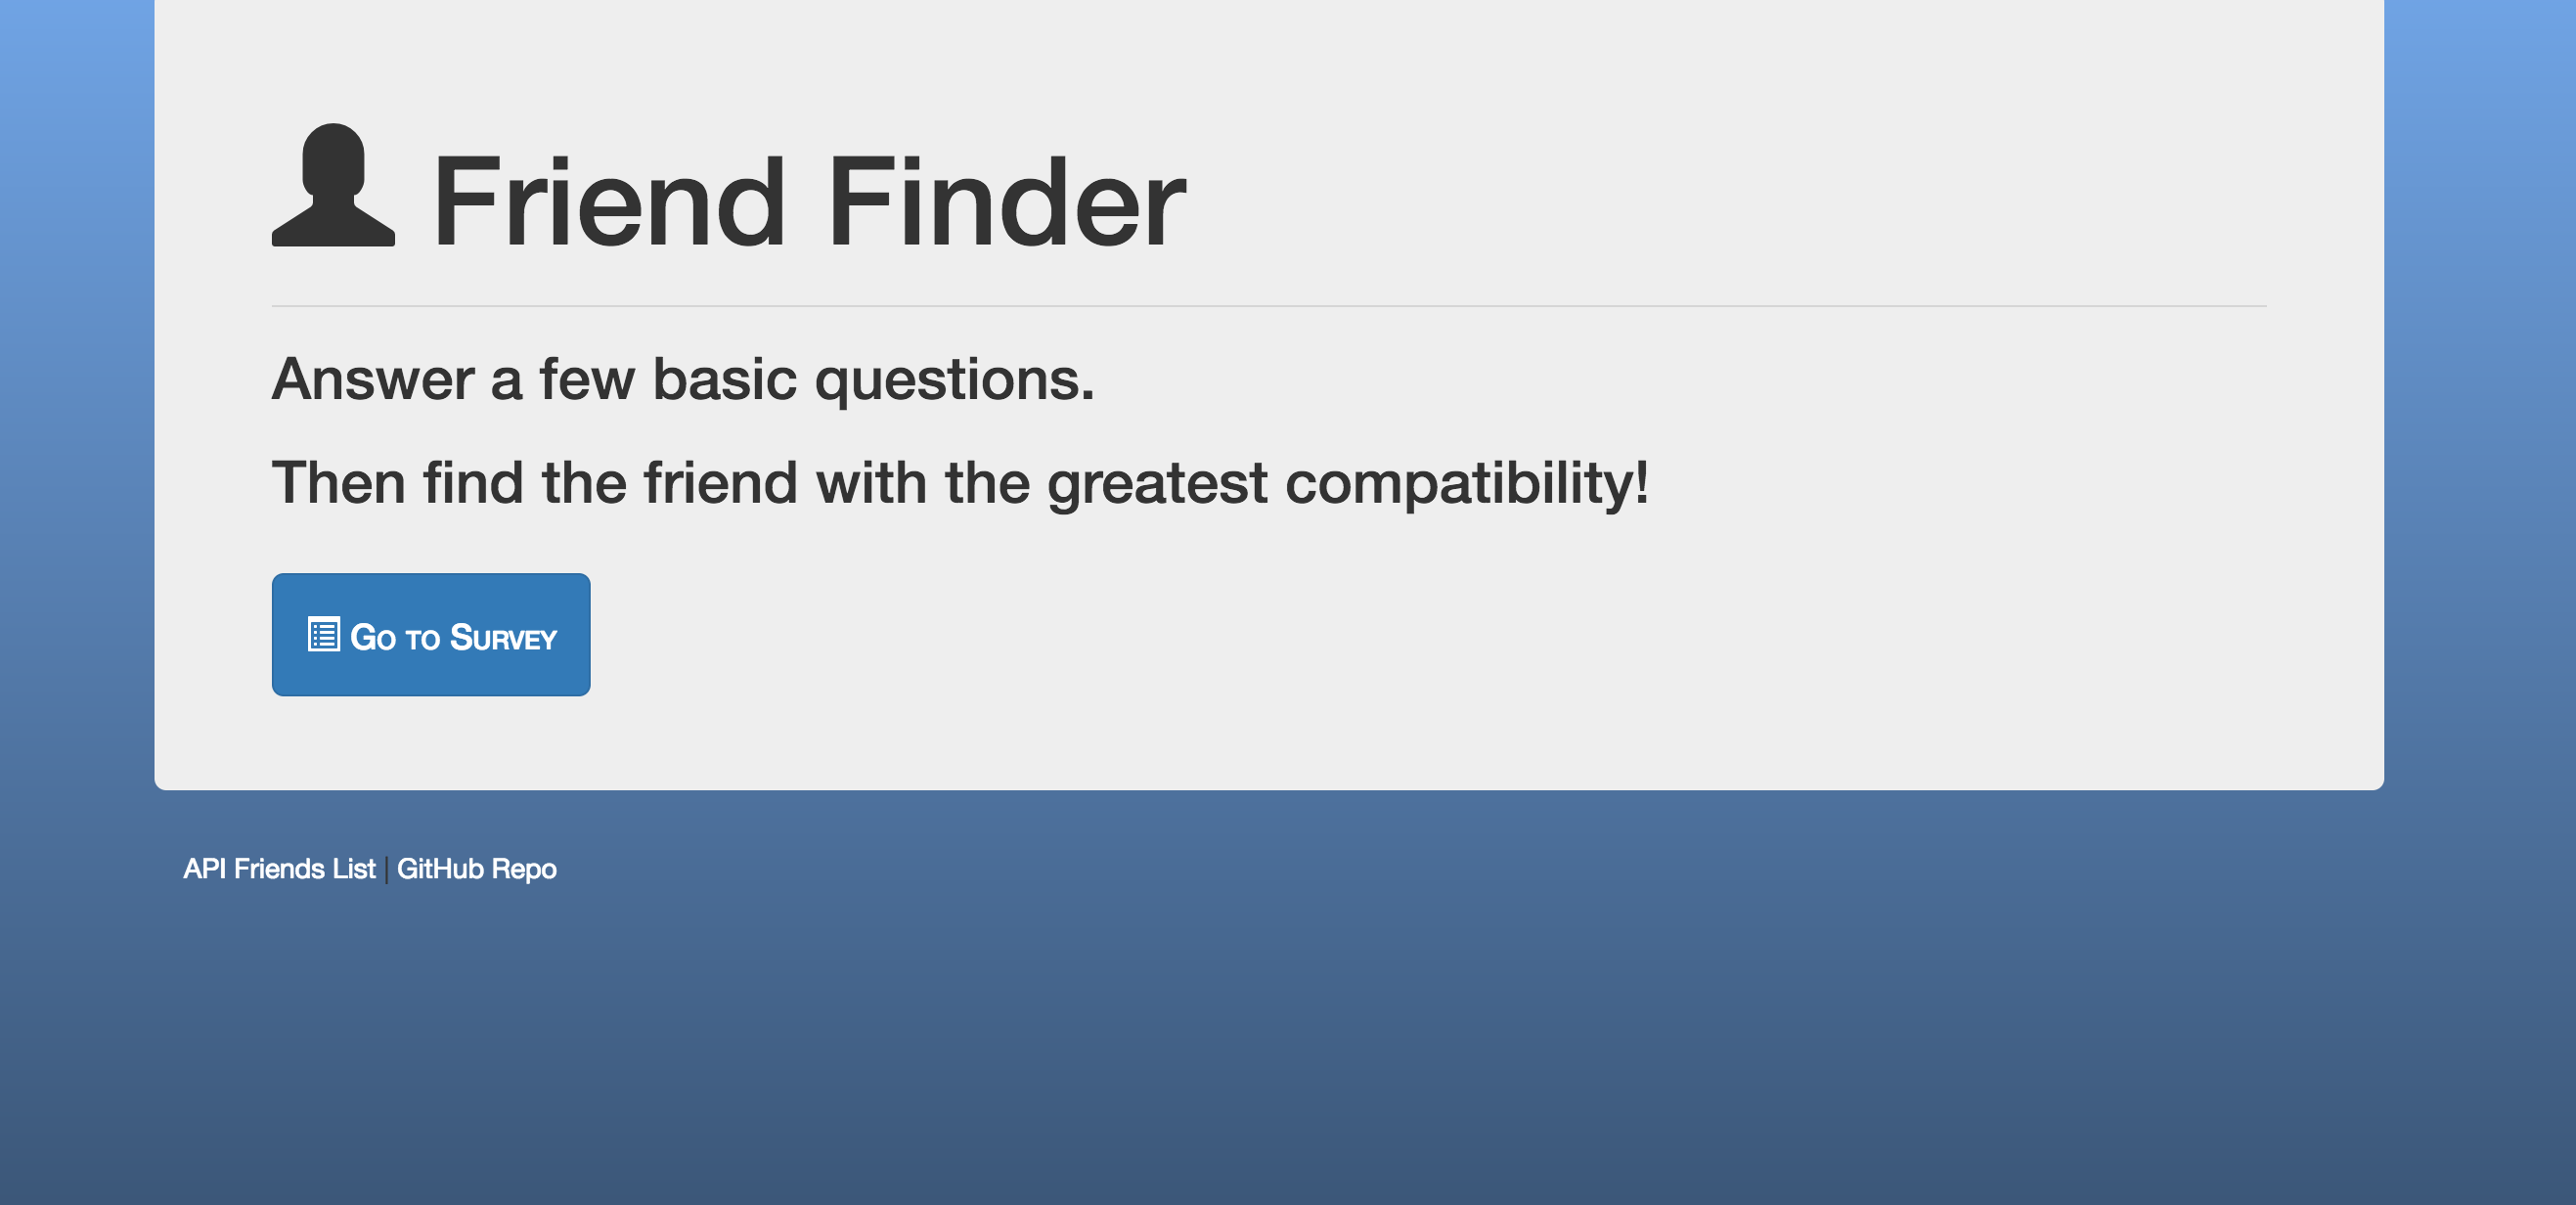 Friend Finder
Answer a few basic questions.
Then find the friend with the greatest compatibility!
Go to Survey
API Friends List | GitHub Repo